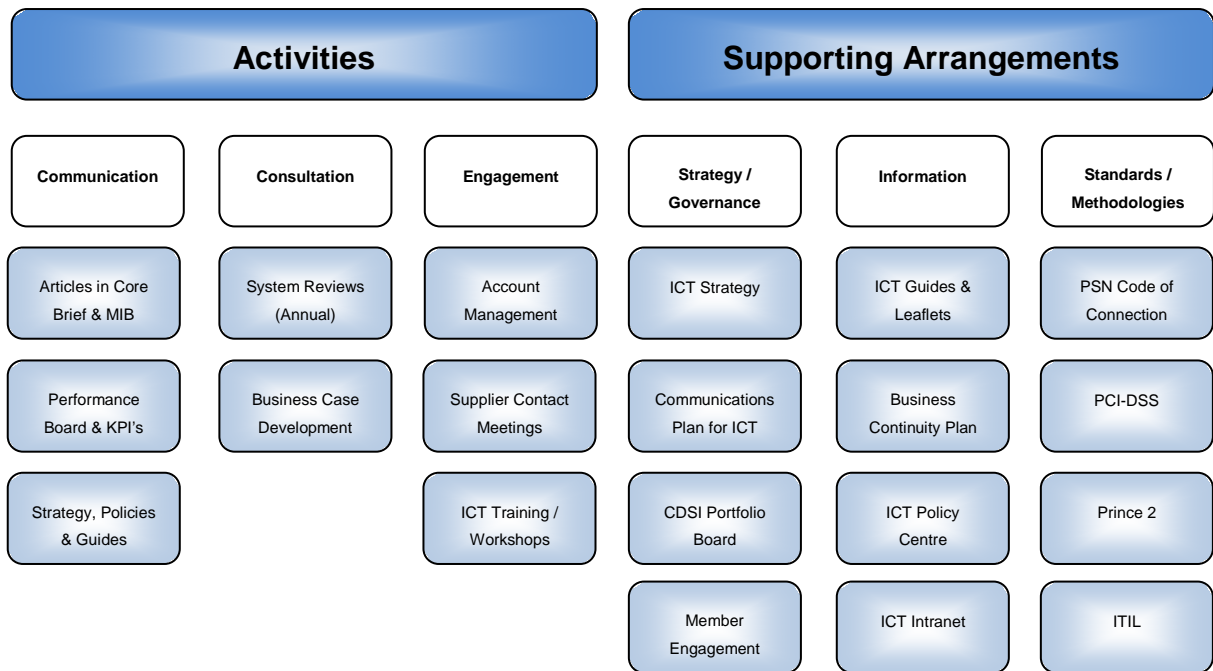 Activities
Supporting Arrangements
Communication
Consultation
Engagement
Strategy /
Governance
Information
Standards /
Methodologies
Articles in Core
Brief & MIB
System Reviews
(Annual)
Account
Management
ICT Strategy
ICT Guides &
Leaflets
PSN Code of
Connection
Performance
Board & KPI's
Business Case
Development
Supplier Contact
Meetings
Communications
Plan for ICT
Business
Continuity Plan
PCI-DSS
Strategy, Policies
& Guides
ICT Training /
Workshops
CDSI Portfolio
Board
ICT Policy
Centre
Prince 2
Member
Engagement
ICT Intranet
ITIL